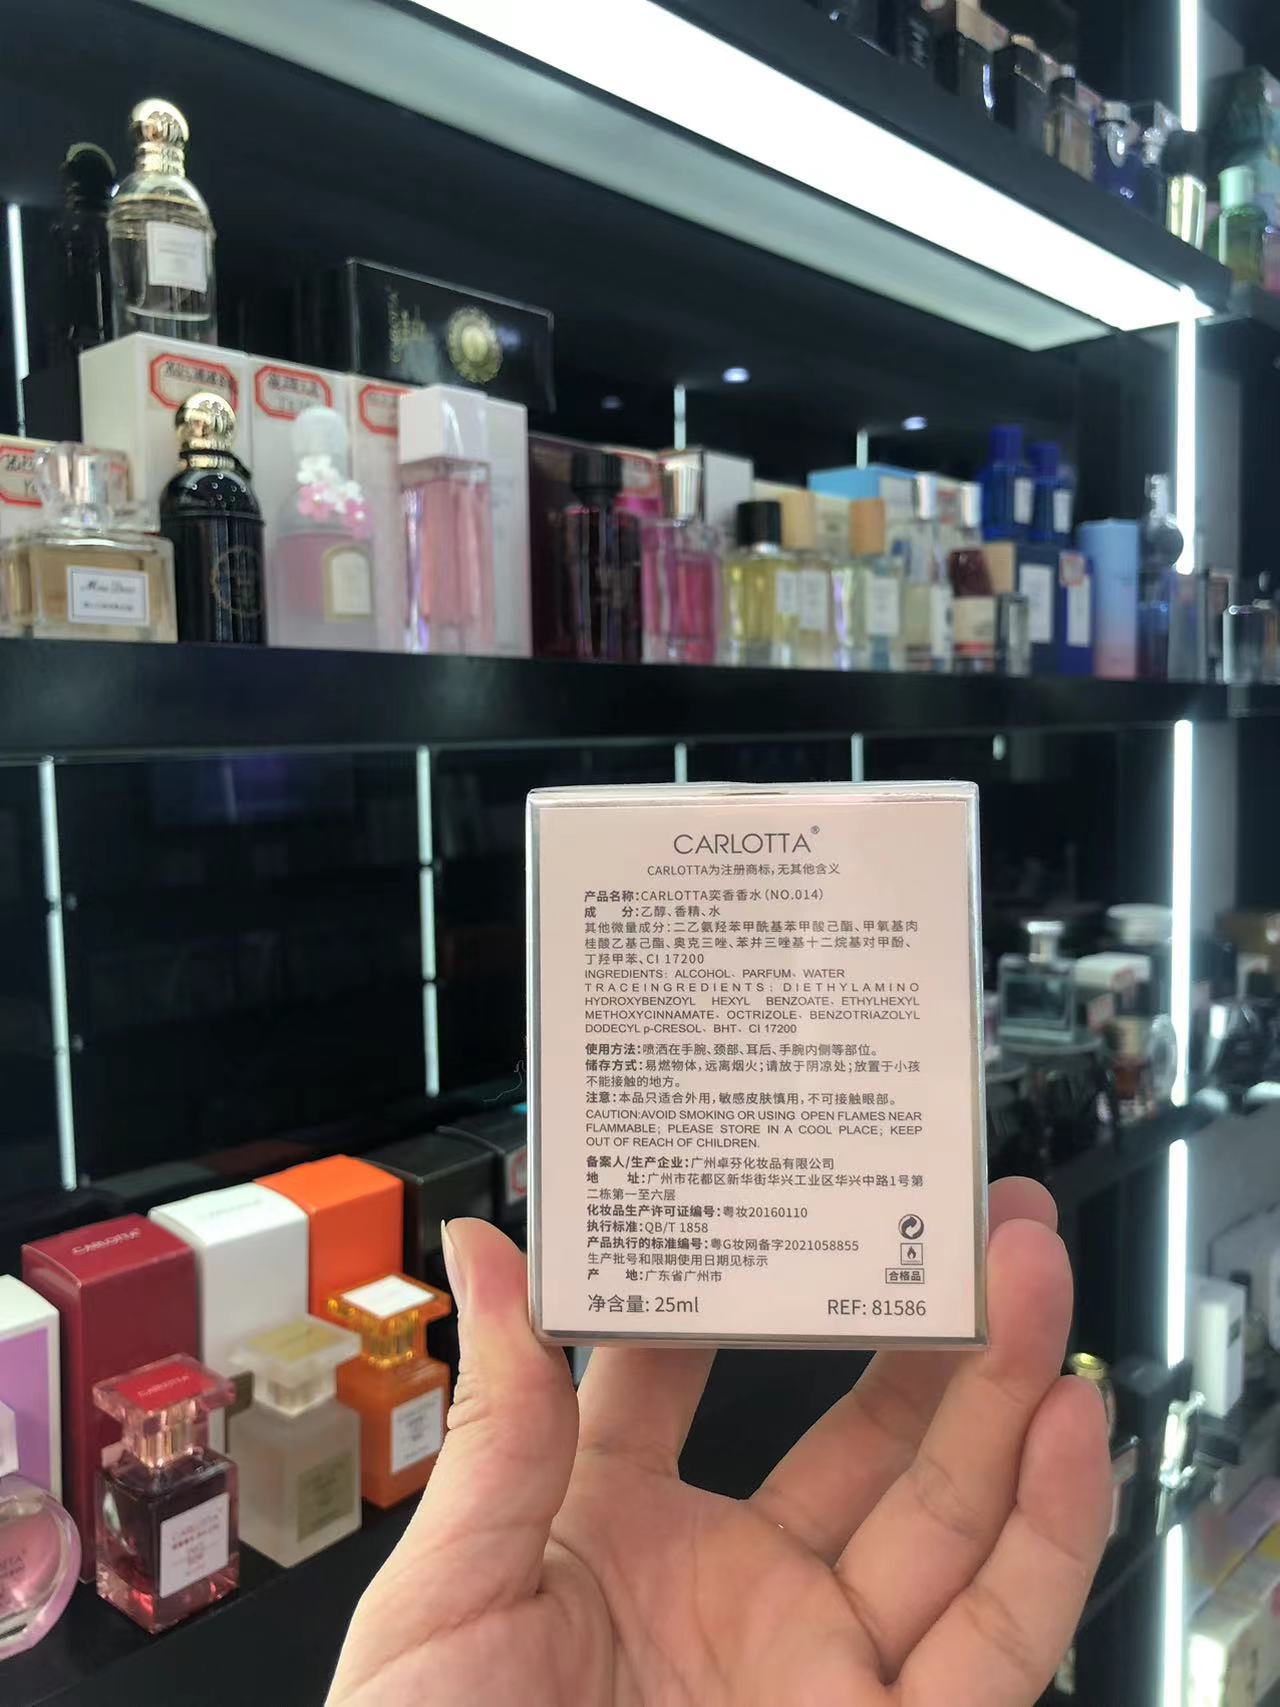 Miss Dior
CARLOTTA®
CARLOTTA为注册商标,无其他含义
产品名称:CARLOTTA奕香香水(NO.014)
成 分:乙醇、香精、水
其他微量成分:二乙氨羟苯甲酰基苯甲酸己酯、甲氧基肉
桂酸乙基己酯、奥克三唑、苯并三唑基十二烷基对甲酚、
丁羟甲苯、CI 17200
INGREDIENTS: ALCOHOL、PARFUM、WATER
TRACEINGREDIENTS: DIETHYLAMINO
HYDROXYBENZOYL HEXYL BENZOATE、ETHYLHEXYL
METHOXYCINNAMATE、OCTRIZOLE、BENZOTRIAZOLYL
DODECYL p-CRESOL、BHT、CI 17200
使用方法:喷洒在手腕、颈部、耳后、手腕内侧等部位。
储存方式:易燃物体,远离烟火;请放于阴凉处;放置于小孩
不能接触的地方。
注意:本品只适合外用,敏感皮肤慎用,不可接触眼部。
CAUTION:AVOID SMOKING OR USING OPEN FLAMES NEAR
FLAMMABLE; PLEASE STORE IN A COOL PLACE; KEEP
OUT OF REACH OF CHILDREN.
备案人/生产企业:广州卓芬化妆品有限公司
地 址:广州市花都区新华街华兴工业区华兴中路1号第
二栋第一至六层
化妆品生产许可证编号:粤妆20160110
执行标准:QB/T 1858
产品执行的标准编号:粤G妆网备字2021058855
生产批号和限期使用日期见标示
产 地:广东省广州市
合格品
净含量: 25ml
REF: 81586
CARLOTTA
CARLOTTA
CARLOTTA
CARLOTTA